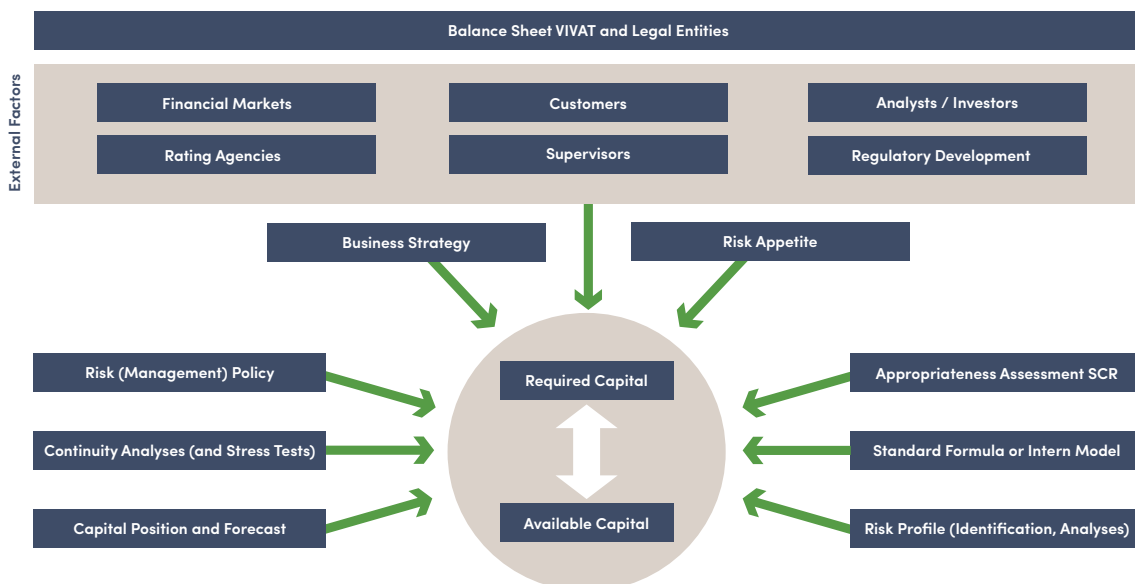 Balance Sheet VIVAT and Legal Entities
External Factors
Financial Markets
Customers
Analysts / Investors
Rating Agencies
Supervisors
Regulatory Development
Business Strategy
Risk Appetite
Risk (Management) Policy
Required Capital
Appropriateness Assessment SCR
Continuity Analyses (and Stress Tests)
Standard Formula or Intern Model
Capital Position and Forecast
Available Capital
Risk Profile (Identification, Analyses)